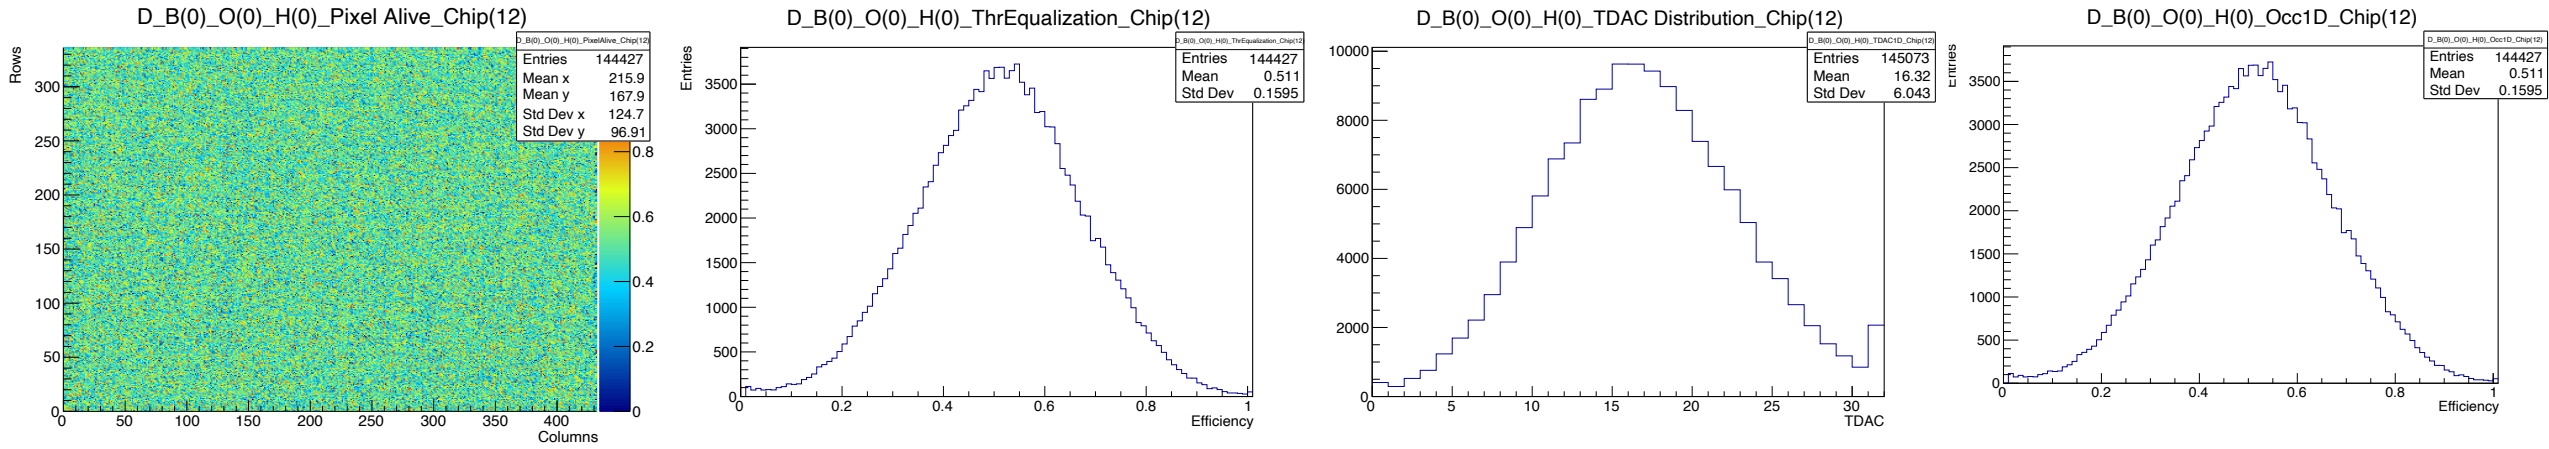 D_B(0)_O(0)_H(0)_Pixel Alive_Chip(12)
D_B(0)_O(0)_H(0)_PixelAlive_Chip(12)
Entries 144427
Mean x 215.9
Mean y 167.9
Std Dev x 124.7
Std Dev y 96.91
Rows
300
250
200
150
100
50
0
0 50 100 150 200 250 300 350 400
Columns
0.8
0.6
0.4
0.2
0
D_B(0)_O(0)_H(0)_ThrEqualization_Chip(12)
D_B(0)_O(0)_H(0)_ThrEqualization_Chip(12)
Entries 144427
Mean 0.511
Std Dev 0.1595
Entries
3500
3000
2500
2000
1500
1000
500
0
0 0.2 0.4 0.6 0.8 1
Efficiency
D_B(0)_O(0)_H(0)_TDAC Distribution_Chip(12)
D_B(0)_O(0)_H(0)_TDAC1D_Chip(12)
Entries 145073
Mean 16.32
Std Dev 6.043
10000
8000
6000
4000
2000
0
0 5 10 15 20 25 30
TDAC
D_B(0)_O(0)_H(0)_Occ1D_Chip(12)
D_B(0)_O(0)_H(0)_Occ1D_Chip(12)
Entries 144427
Mean 0.511
Std Dev 0.1595
Entries
3500
3000
2500
2000
1500
1000
500
0
0 0.2 0.4 0.6 0.8 1
Efficiency